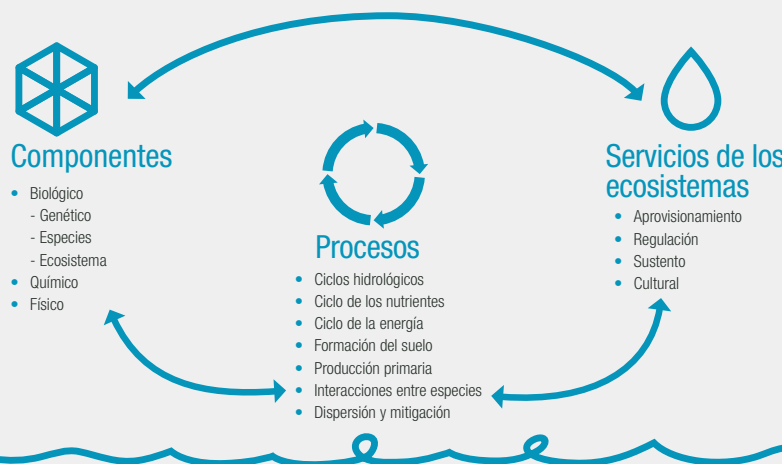 Componentes
• Biológico
- Genético
- Especies
- Ecosistema
• Químico
• Físico
Procesos
• Ciclos hidrológicos
• Ciclo de los nutrientes
• Ciclo de la energía
• Formación del suelo
• Producción primaria
• Interacciones entre especies
• Dispersión y mitigación
Servicios de los
ecosistemas
• Aprovisionamiento
• Regulación
• Sustento
• Cultural